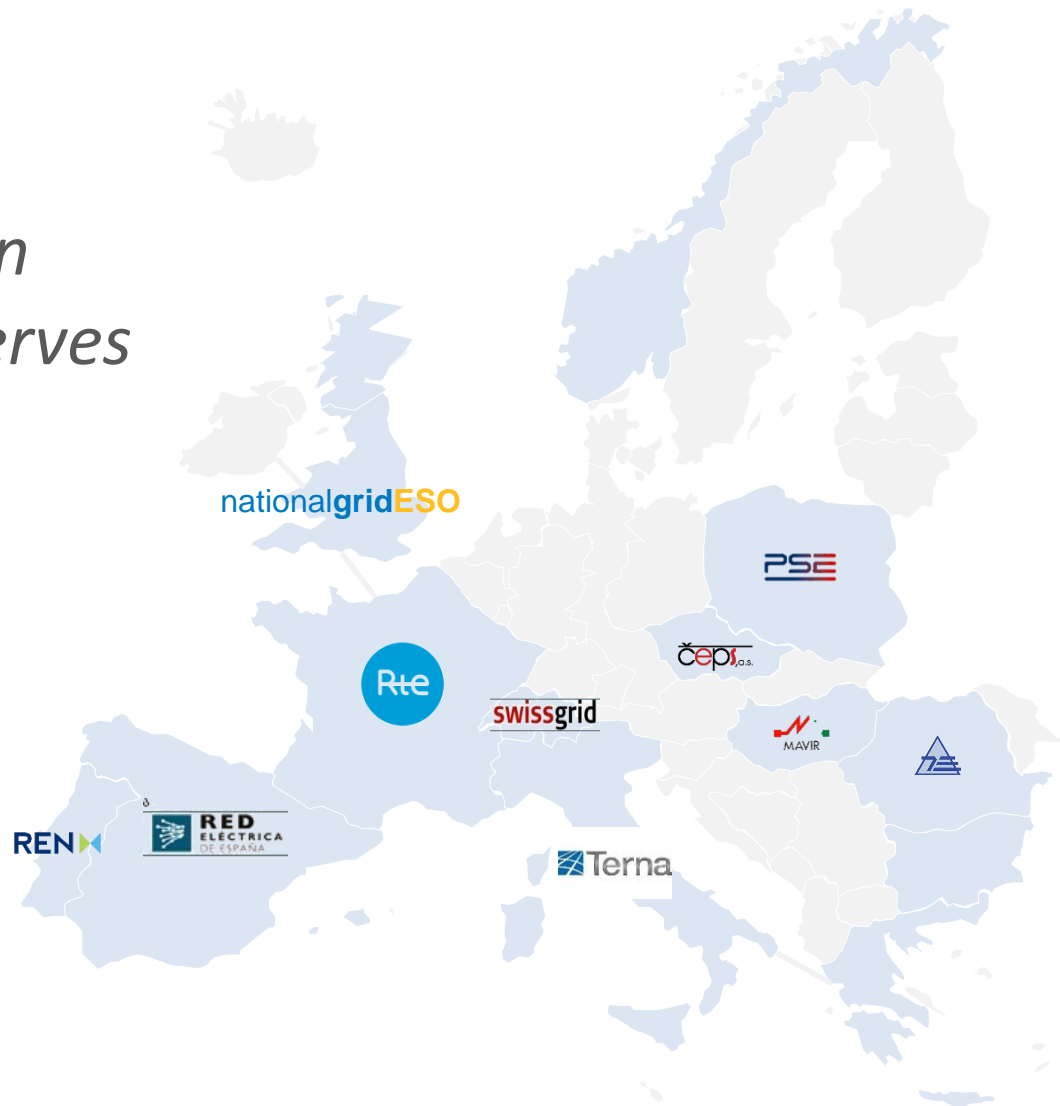 n
erves
nationalgridESO
PSE
čeps,a.s.
Rte
swissgrid
MAVIR
RED
ELÉCTRICA
DE ESPAÑA
REN
Terna